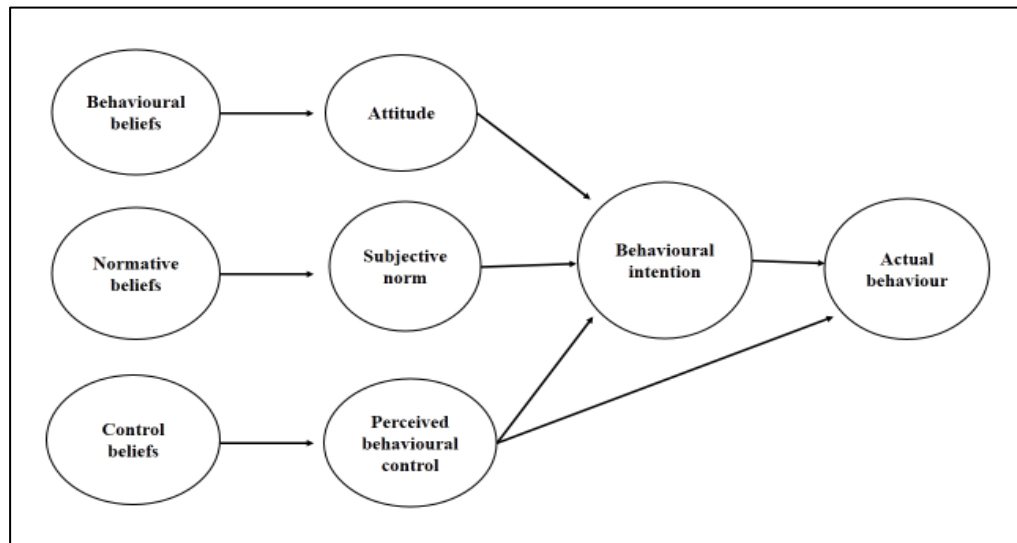 Behavioural
beliefs
Attitude
Normative
beliefs
Subjective
norm
Behavioural
intention
Actual
behaviour
Control
beliefs
Perceived
behavioural
control